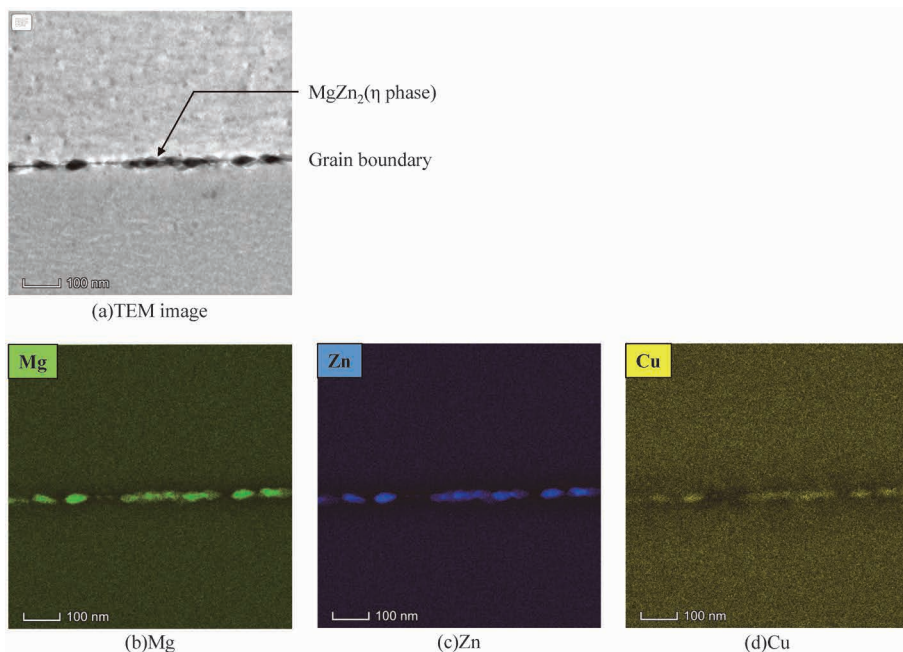 MgZn₂(η phase)
Grain boundary
100 nm
(a)TEM image
Mg
Zn
Cu
100 nm
100 nm
100 nm
(b)Mg
(c)Zn
(d)Cu